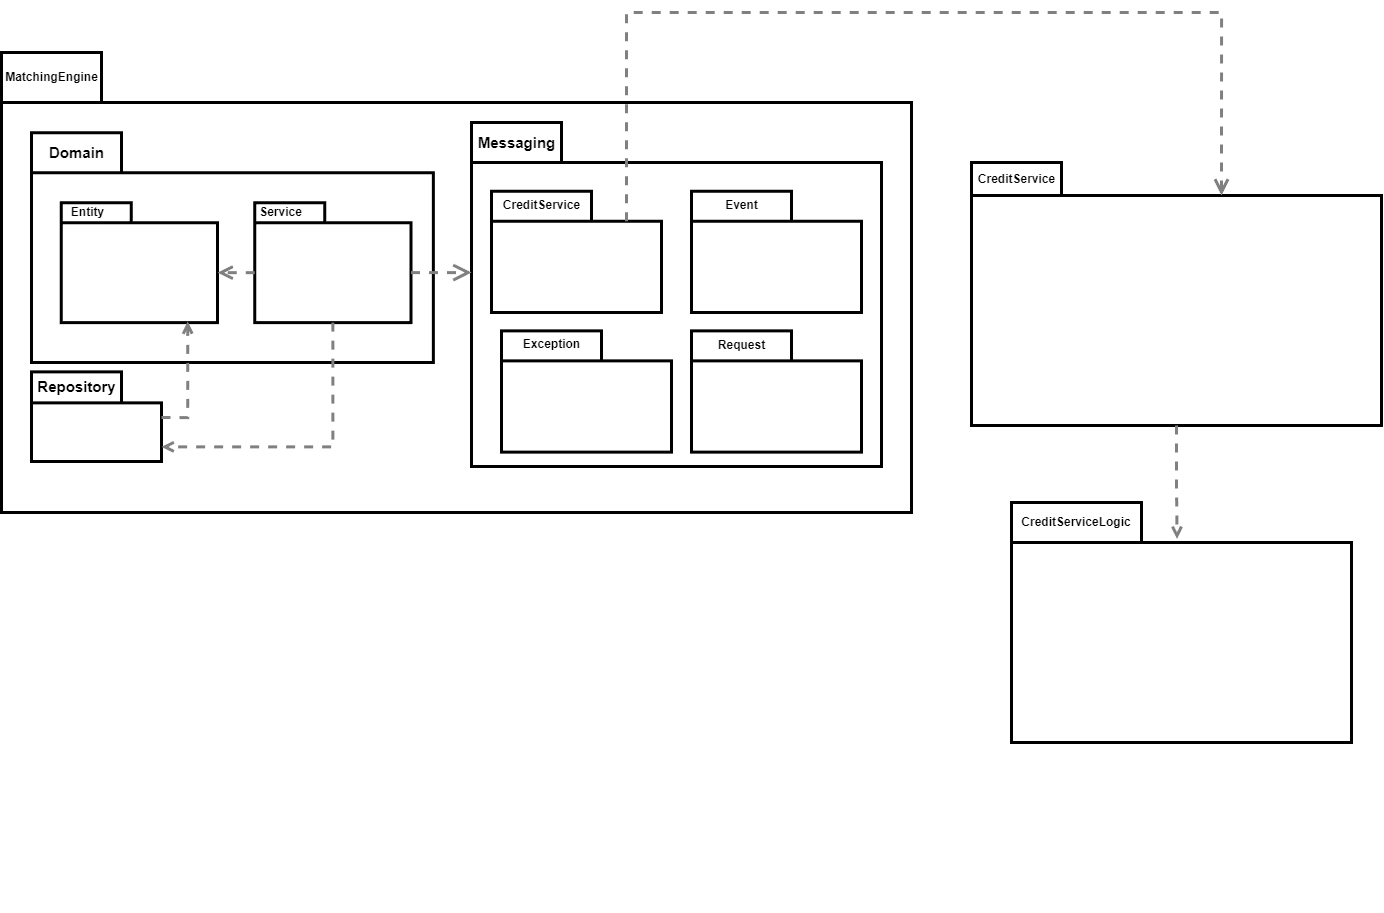 MatchingEngine
Domain
Entity
Service
Repository
Messaging
CreditService
Event
Exception
Request
CreditService
CreditServiceLogic